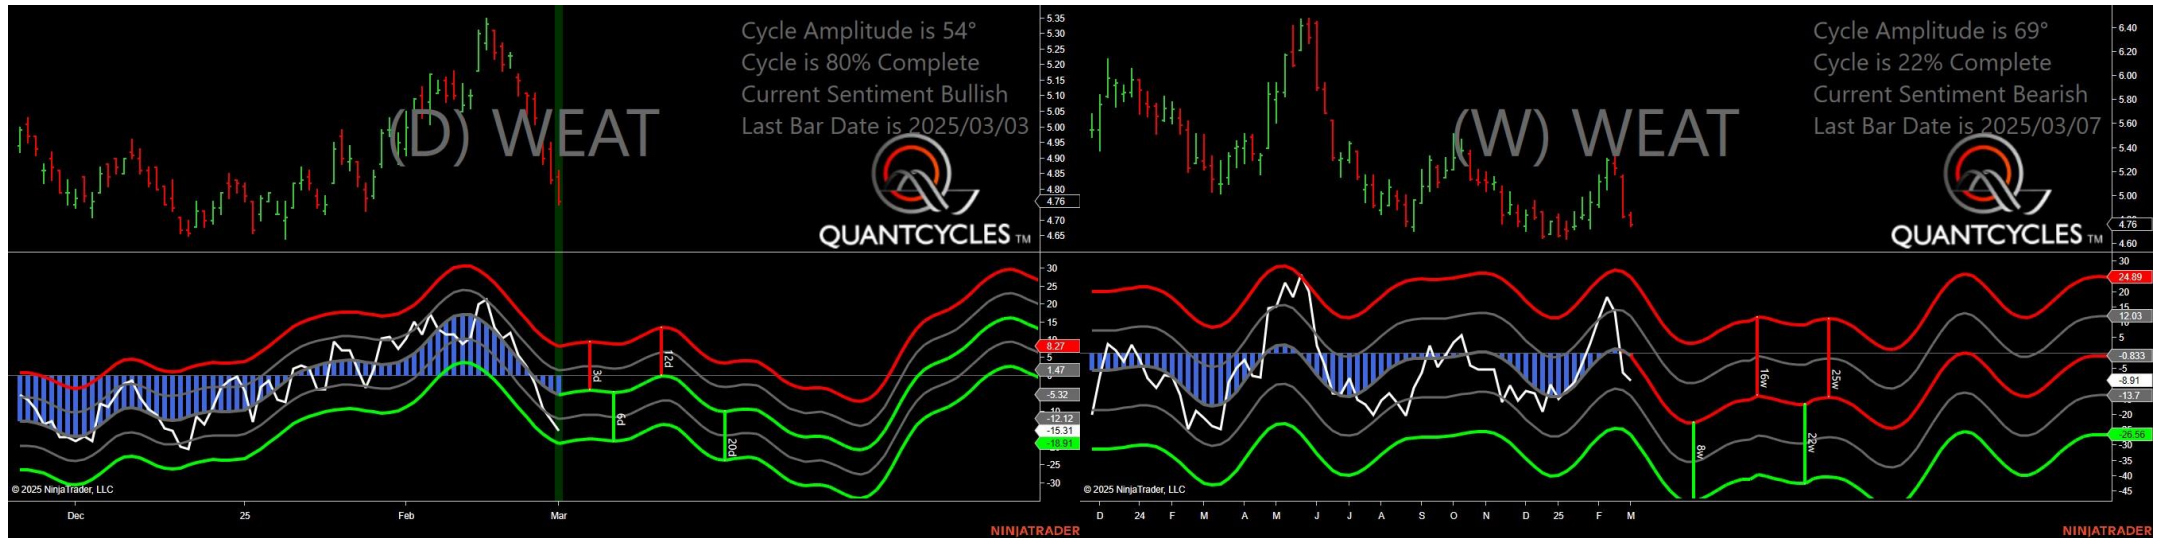 Cycle Amplitude is 54°
Cycle is 80% Complete
Current Sentiment Bullish
Last Bar Date is 2025/03/03
(D) WEAT
QUANTCYCLES TM
5.35
5.30
5.25
5.20
5.15
5.10
5.05
5.00
4.95
4.90
4.85
4.80
4.76
4.70
4.65
30
25
20
15
8.27
5
1.47
-5.32
-12.12
-15.31
-18.91
-25
-30
3d
6d
12d
20d
© 2025 NinjaTrader, LLC
Dec
25
Feb
Mar
NINJATRADER
Cycle Amplitude is 69°
Cycle is 22% Complete
Current Sentiment Bearish
Last Bar Date is 2025/03/07
(W) WEAT
QUANTCYCLES TM
6.40
6.20
6.00
5.80
5.60
5.40
5.20
5.00
4.76
4.60
30
24.89
20
15
12.03
5
-0.833
-5
-8.91
-13.7
-20
-26.56
-30
-35
-40
-45
8w
16w
22w
25w
© 2025 NinjaTrader, LLC
D
24
F
M
A
M
J
J
A
S
O
N
D
25
F
M
NINJATRADER